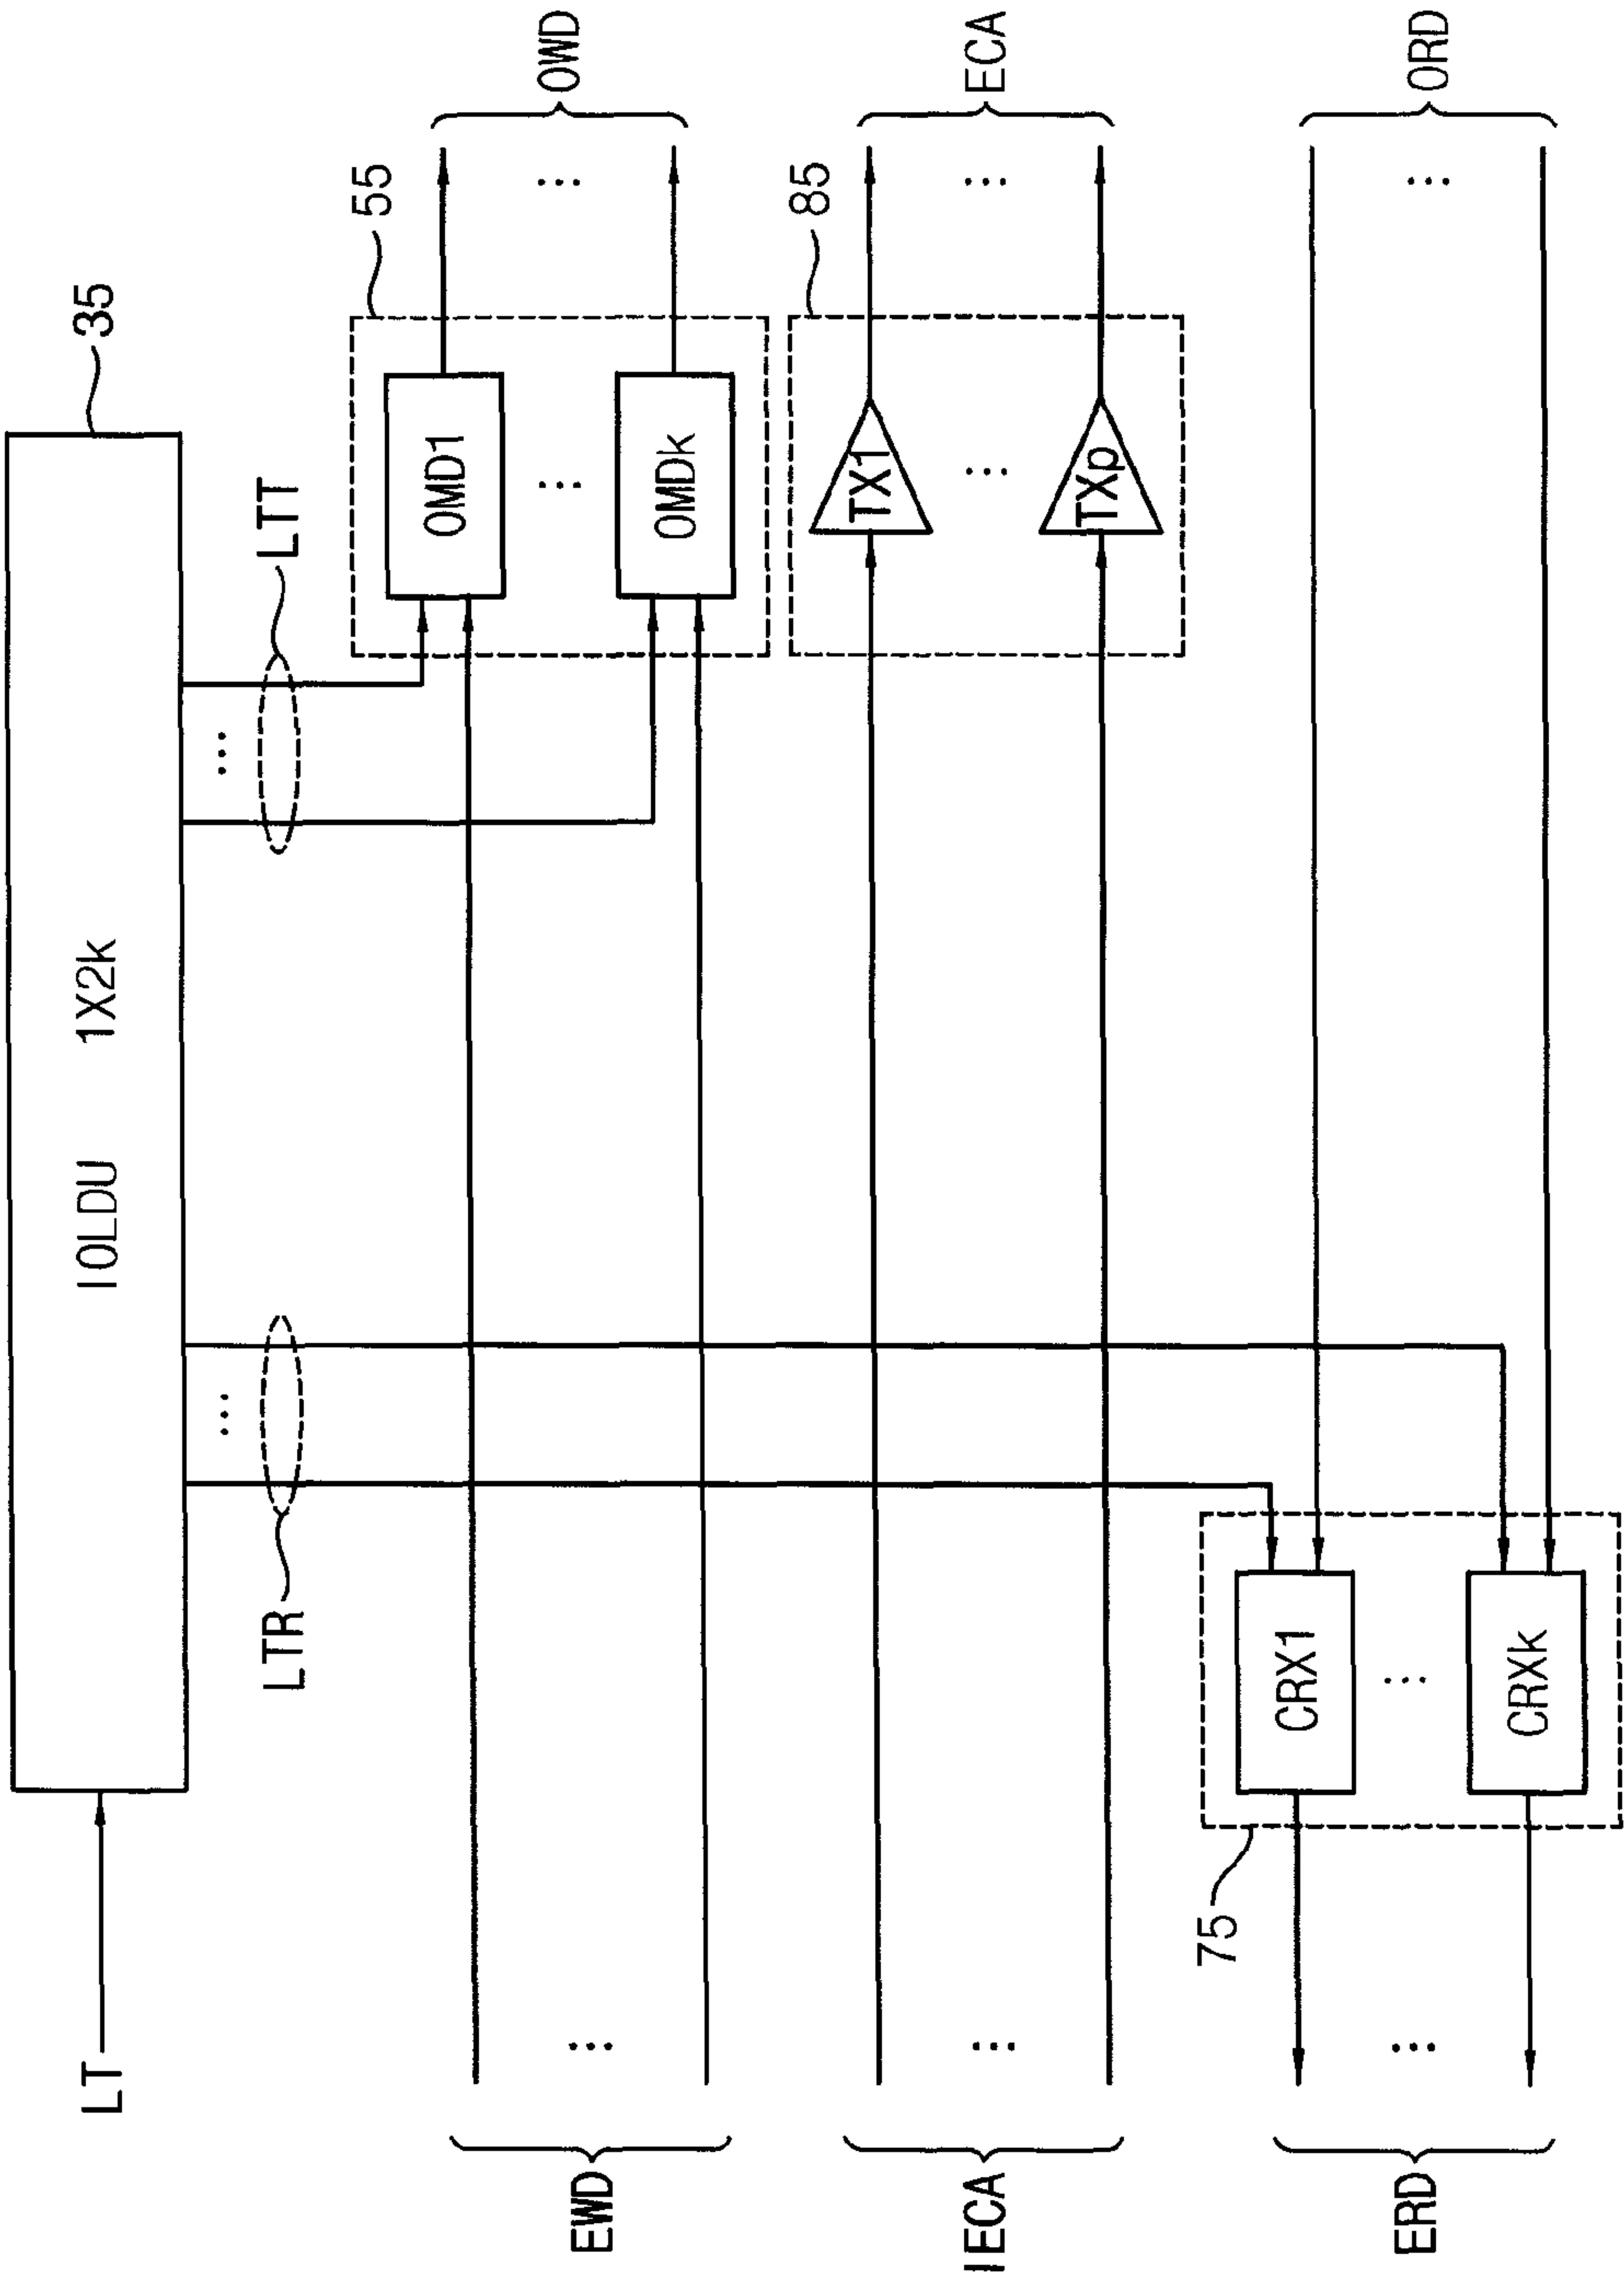 35
IOLDU 1X2k
LT
LTR
LTT
55
OMD1
...
OMDk
...
OWD
EWD
...
85
TX1
...
TXp
...
ECA
IECA
...
75
CRX1
...
CRXk
...
ORD
ERD
...